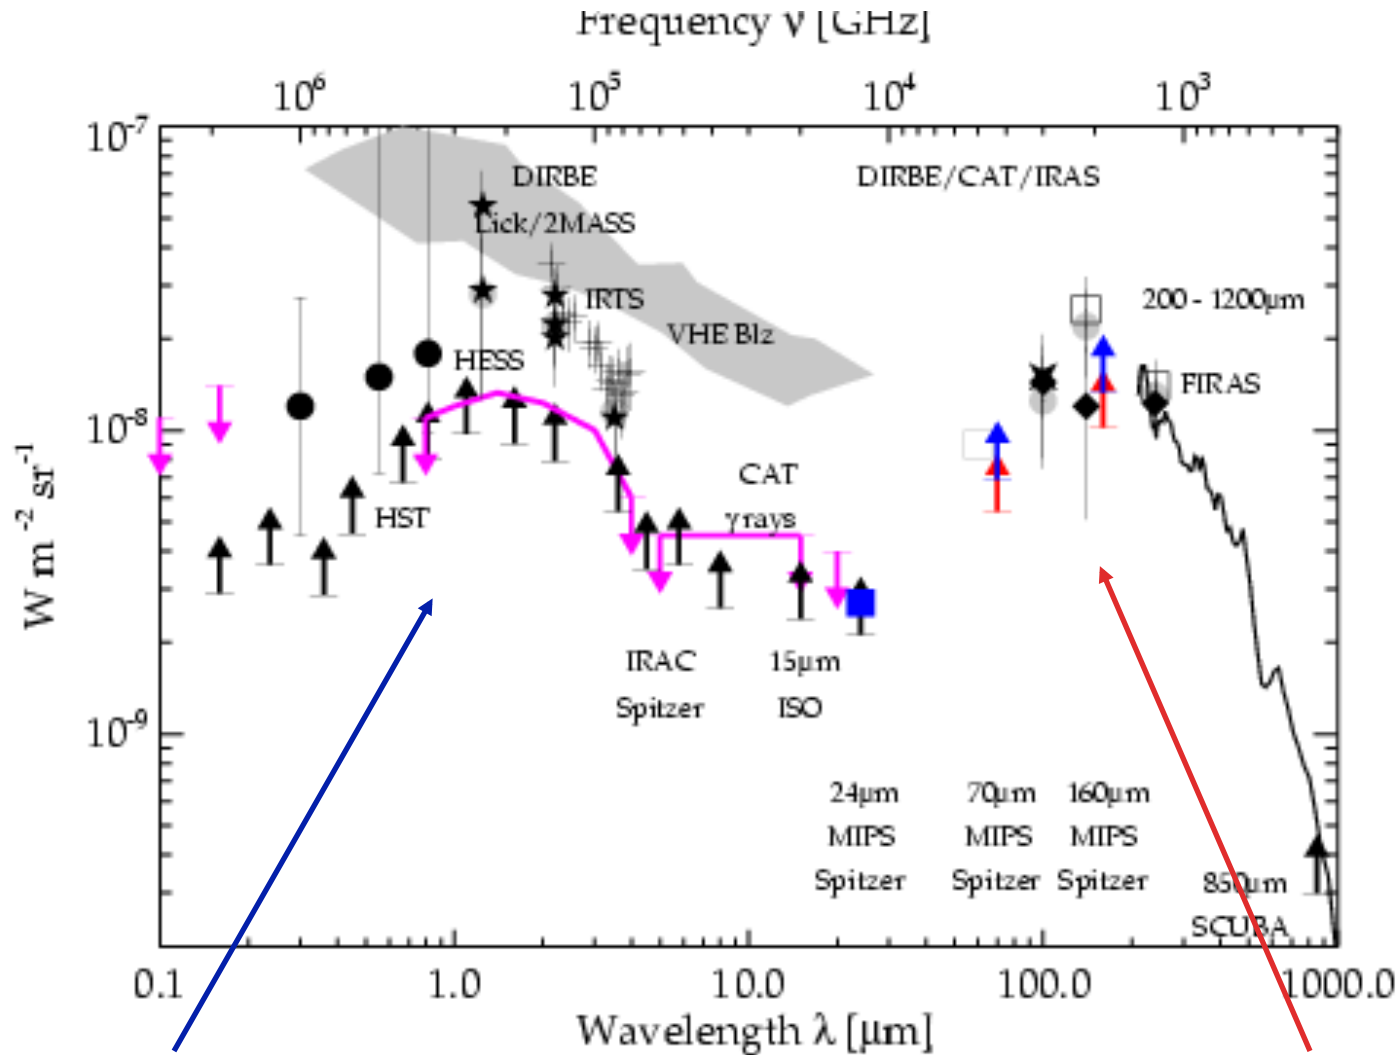 Frequency ν [GHz]
10⁶ 10⁵ 10⁴ 10³
10⁻⁷
DIRBE DIRBE/CAT/IRAS
Lick/2MASS
IRTS 200 - 1200μm
VHE Blz
HESS FIRAS
10⁻⁸
CAT
HST γ rays
W m⁻² sr⁻¹
IRAC 15μm
Spitzer ISO
10⁻⁹
24μm 70μm 160μm
MIPS MIPS MIPS
Spitzer Spitzer Spitzer
850μm
SCUBA
0.1 1.0 10.0 100.0 1000.0
Wavelength λ [μm]